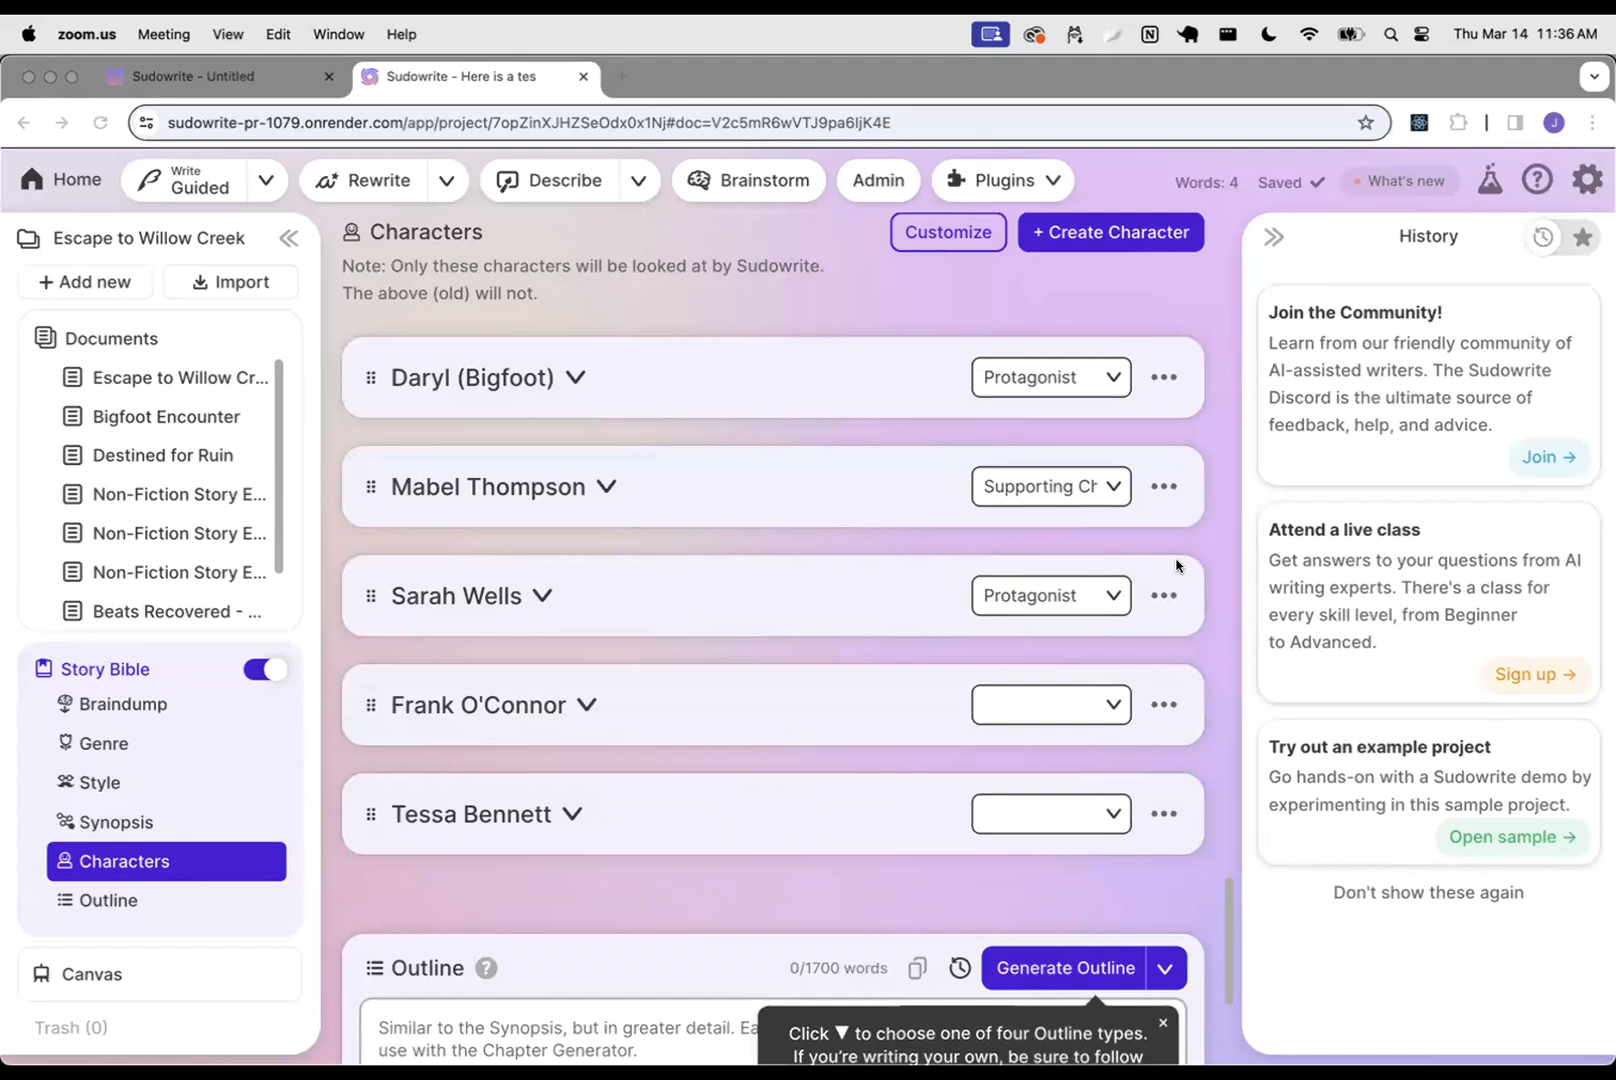 zoom.us Meeting View Edit Window Help Thu Mar 14 11:36 AM
Sudowrite - Untitled
Sudowrite - Here is a tes
sudowrite-pr-1079.onrender.com/app/project/7opZinXJHZSeOdx0x1Nj#doc=V2c5mR6wVTJ9pa6IjK4E
J
Home
Write
Guided
Rewrite
Describe
Brainstorm
Admin
Plugins
Words: 4
Saved
What's new
Escape to Willow Creek
+ Add new
Import
Documents
Escape to Willow Cr...
Bigfoot Encounter
Destined for Ruin
Non-Fiction Story E...
Non-Fiction Story E...
Non-Fiction Story E...
Beats Recovered - ...
Story Bible
Braindump
Genre
Style
Synopsis
Characters
Outline
Canvas
Trash (0)
Characters
Customize
+ Create Character
Note: Only these characters will be looked at by Sudowrite.
The above (old) will not.
Daryl (Bigfoot)
Protagonist
Mabel Thompson
Supporting Ch
Sarah Wells
Protagonist
Frank O'Connor
Tessa Bennett
Outline ?
0/1700 words
Generate Outline
Similar to the Synopsis, but in greater detail. Ea
use with the Chapter Generator.
Click ▼ to choose one of four Outline types.
If you're writing your own, be sure to follow
History
Join the Community!
Learn from our friendly community of
AI-assisted writers. The Sudowrite
Discord is the ultimate source of
feedback, help, and advice.
Join →
Attend a live class
Get answers to your questions from AI
writing experts. There's a class for
every skill level, from Beginner
to Advanced.
Sign up →
Try out an example project
Go hands-on with a Sudowrite demo by
experimenting in this sample project.
Open sample →
Don't show these again